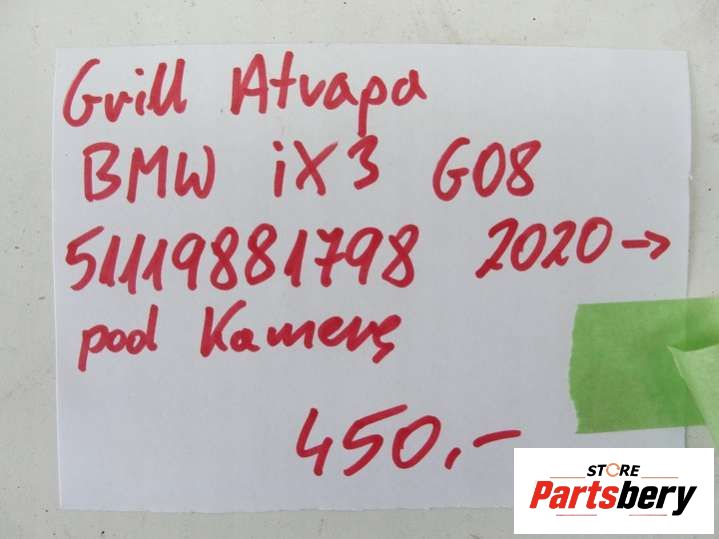 Grill Atrapa
BMW iX3 G08
51119881798 2020→
pod Kamerę
450,-
STORE
Partsbery